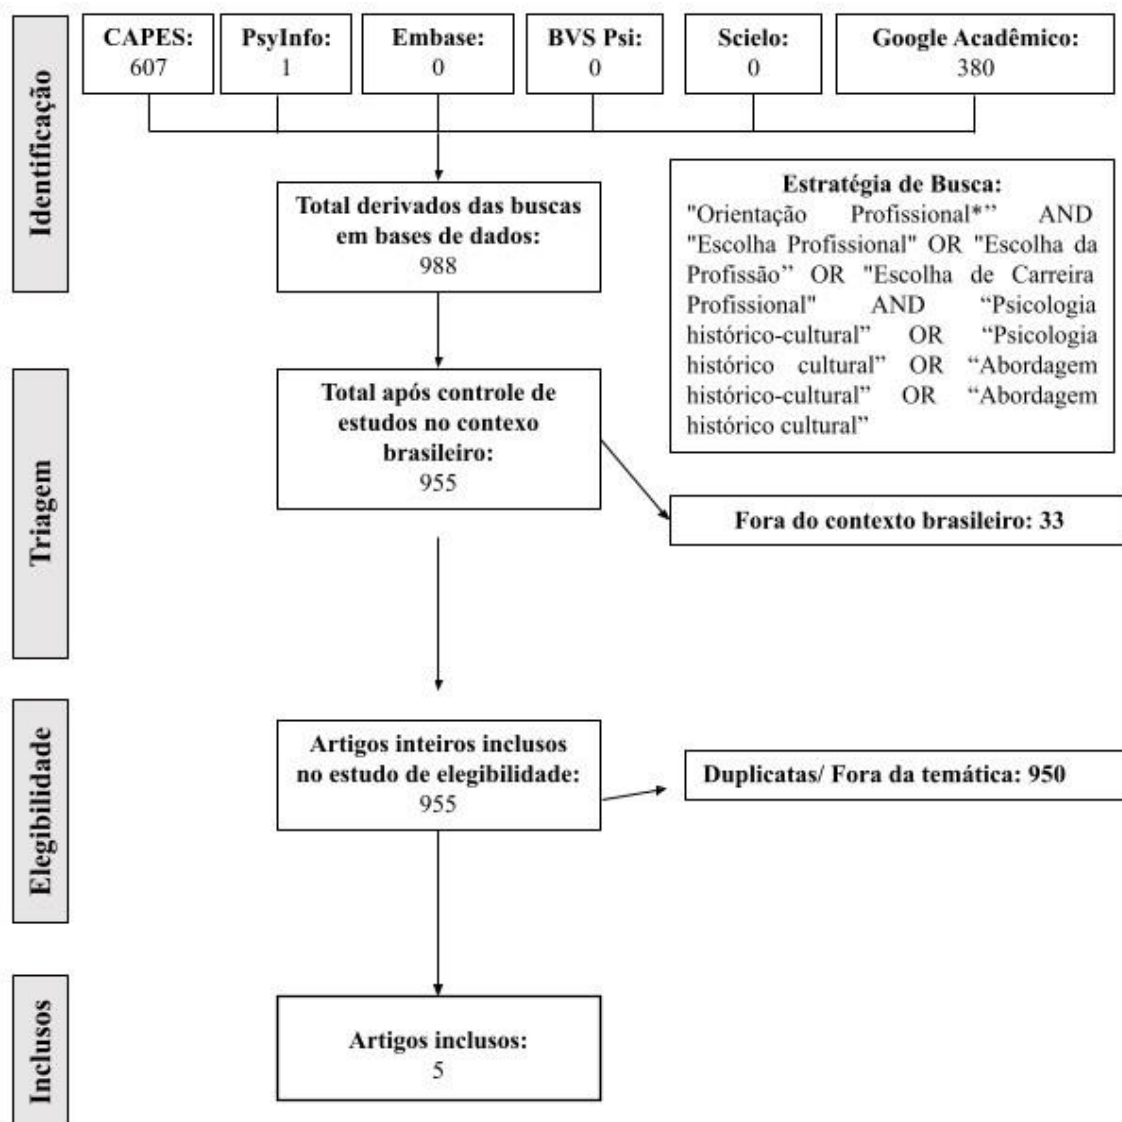 Identificação
CAPES:
607
PsyInfo:
1
Embase:
0
BVS Psi:
0
Scielo:
0
Google Acadêmico:
380
Total derivados das buscas
em bases de dados:
988
Estratégia de Busca:
"Orientação Profissional*” AND
"Escolha Profissional" OR "Escolha da
Profissão” OR "Escolha de Carreira
Profissional" AND “Psicologia
histórico-cultural” OR “Psicologia
histórico cultural” OR “Abordagem
histórico-cultural” OR “Abordagem
histórico cultural”
Triagem
Total após controle de
estudos no contexo
brasileiro:
955
Fora do contexto brasileiro: 33
Elegibilidade
Artigos inteiros inclusos
no estudo de elegibilidade:
955
Duplicatas/ Fora da temática: 950
Inclusos
Artigos inclusos:
5